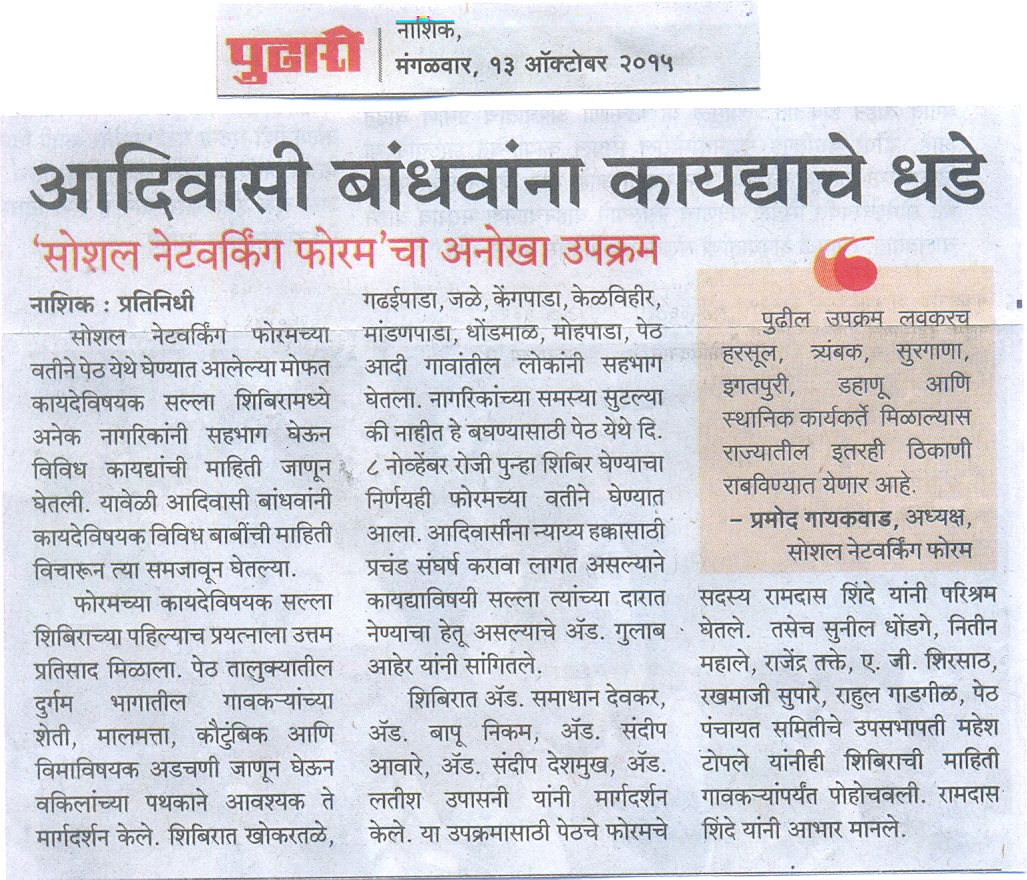 पुढारी
नाशिक,
मंगळवार, १३ ऑक्टोबर २०१५
आदिवासी बांधवांना कायद्याचे धडे
‘सोशल नेटवर्किंग फोरम’चा अनोखा उपक्रम
नाशिक : प्रतिनिधी
सोशल नेटवर्किंग फोरमच्या
वतीने पेठ येथे घेण्यात आलेल्या मोफत
कायदेविषयक सल्ला शिबिरामध्ये
अनेक नागरिकांनी सहभाग घेऊन
विविध कायद्यांची माहिती जाणून
घेतली. यावेळी आदिवासी बांधवांनी
कायदेविषयक विविध बाबींची माहिती
विचारून त्या समजावून घेतल्या.
फोरमच्या कायदेविषयक सल्ला
शिबिराच्या पहिल्याच प्रयत्नाला उत्तम
प्रतिसाद मिळाला. पेठ तालुक्यातील
दुर्गम भागातील गावकऱ्यांच्या
शेती, मालमत्ता, कौटुंबिक आणि
विमाविषयक अडचणी जाणून घेऊन
वकिलांच्या पथकाने आवश्यक ते
मार्गदर्शन केले. शिबिरात खोकरतळे,
गढईपाडा, जळे, केंगपाडा, केळविहीर,
मांडणपाडा, धोंडमाळ, मोहपाडा, पेठ
आदी गावांतील लोकांनी सहभाग
घेतला. नागरिकांच्या समस्या सुटल्या
की नाहीत हे बघण्यासाठी पेठ येथे दि.
८ नोव्हेंबर रोजी पुन्हा शिबिर घेण्याचा
निर्णयही फोरमच्या वतीने घेण्यात
आला. आदिवासींना न्याय्य हक्कासाठी
प्रचंड संघर्ष करावा लागत असल्याने
कायद्याविषयी सल्ला त्यांच्या दारात
नेण्याचा हेतू असल्याचे अ‍ॅड. गुलाब
आहेर यांनी सांगितले.
शिबिरात अ‍ॅड. समाधान देवकर,
अ‍ॅड. बापू निकम, अ‍ॅड. संदीप
आवारे, अ‍ॅड. संदीप देशमुख, अ‍ॅड.
लतीश उपासनी यांनी मार्गदर्शन
केले. या उपक्रमासाठी पेठचे फोरमचे
पुढील उपक्रम लवकरच
हरसूल, त्र्यंबक, सुरगाणा,
इगतपुरी, डहाणू आणि
स्थानिक कार्यकर्ते मिळाल्यास
राज्यातील इतरही ठिकाणी
राबविण्यात येणार आहे.
– प्रमोद गायकवाड, अध्यक्ष,
सोशल नेटवर्किंग फोरम
सदस्य रामदास शिंदे यांनी परिश्रम
घेतले. तसेच सुनील धोंडगे, नितीन
महाले, राजेंद्र तक्ते, ए. जी. शिरसाठ,
रखमाजी सुपारे, राहुल गाडगीळ, पेठ
पंचायत समितीचे उपसभापती महेश
टोपले यांनीही शिबिराची माहिती
गावकऱ्यांपर्यंत पोहोचवली. रामदास
शिंदे यांनी आभार मानले.